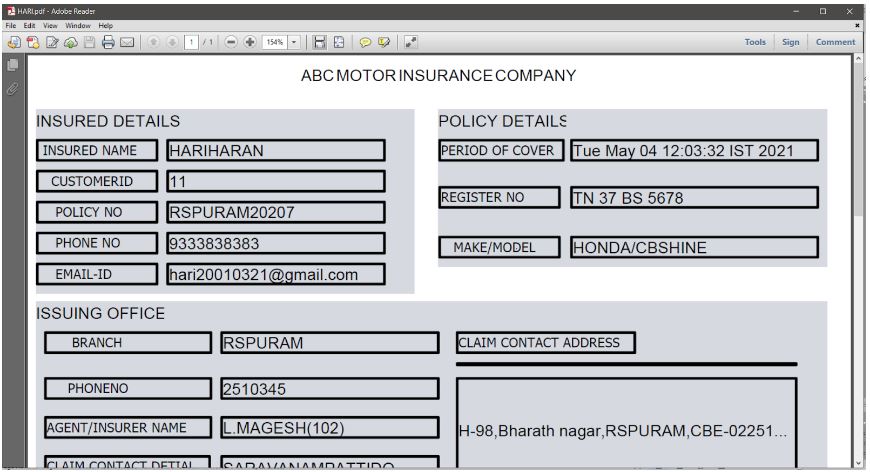 HARI.pdf - Adobe Reader
File Edit View Window Help
1 / 1 154% Tools Sign Comment
ABC MOTOR INSURANCE COMPANY
INSURED DETAILS
INSURED NAME HARIHARAN
CUSTOMERID 11
POLICY NO RSPURAM20207
PHONE NO 9333838383
EMAIL-ID hari20010321@gmail.com
POLICY DETAILS
PERIOD OF COVER Tue May 04 12:03:32 IST 2021
REGISTER NO TN 37 BS 5678
MAKE/MODEL HONDA/CBSHINE
ISSUING OFFICE
BRANCH RSPURAM
PHONENO 2510345
AGENT/INSURER NAME L.MAGESH(102)
CLAIM CONTACT DETIAL SARAVANAMPATTIDO
CLAIM CONTACT ADDRESS
H-98,Bharath nagar,RSPURAM,CBE-02251...